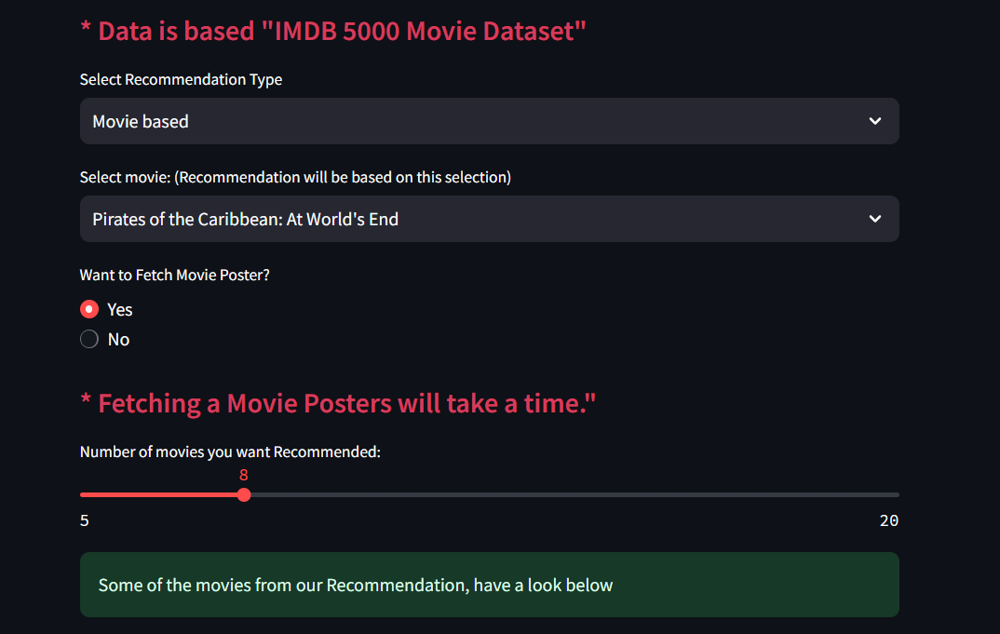 * Data is based "IMDB 5000 Movie Dataset"
Select Recommendation Type
Movie based
Select movie: (Recommendation will be based on this selection)
Pirates of the Caribbean: At World's End
Want to Fetch Movie Poster?
Yes
No
* Fetching a Movie Posters will take a time."
Number of movies you want Recommended:
8
5 20
Some of the movies from our Recommendation, have a look below